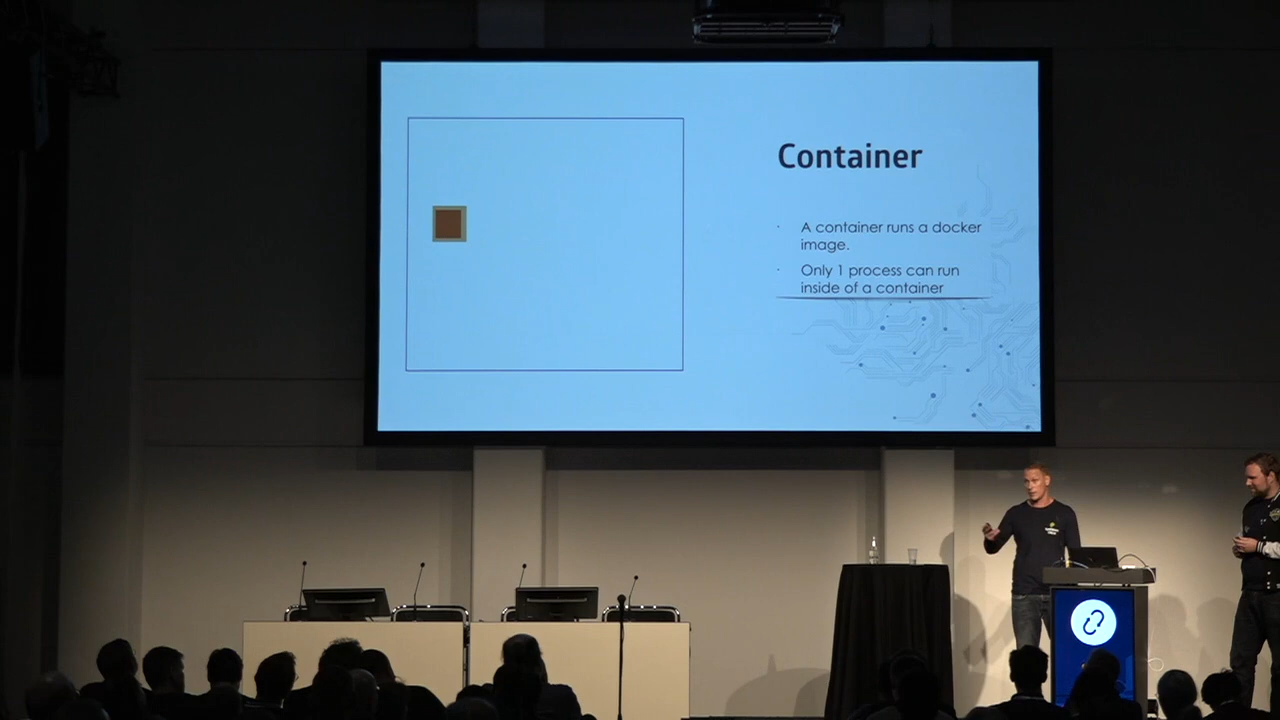 Container
· A container runs a docker
image.
· Only 1 process can run
inside of a container